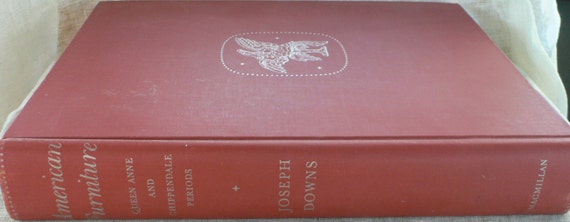 American
Furniture
QUEEN ANNE
AND
CHIPPENDALE
PERIODS
JOSEPH
DOWNS
MACMILLAN